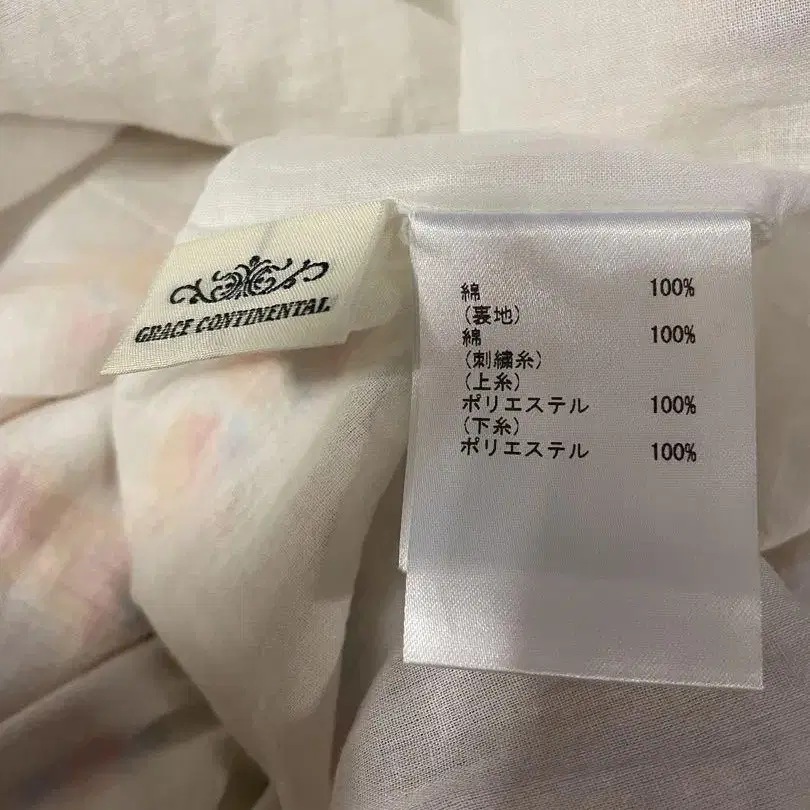 GRACE CONTINENTAL
綿 100%
(裏地)
綿 100%
(刺繍糸)
(上糸)
ポリエステル 100%
(下糸)
ポリエステル 100%